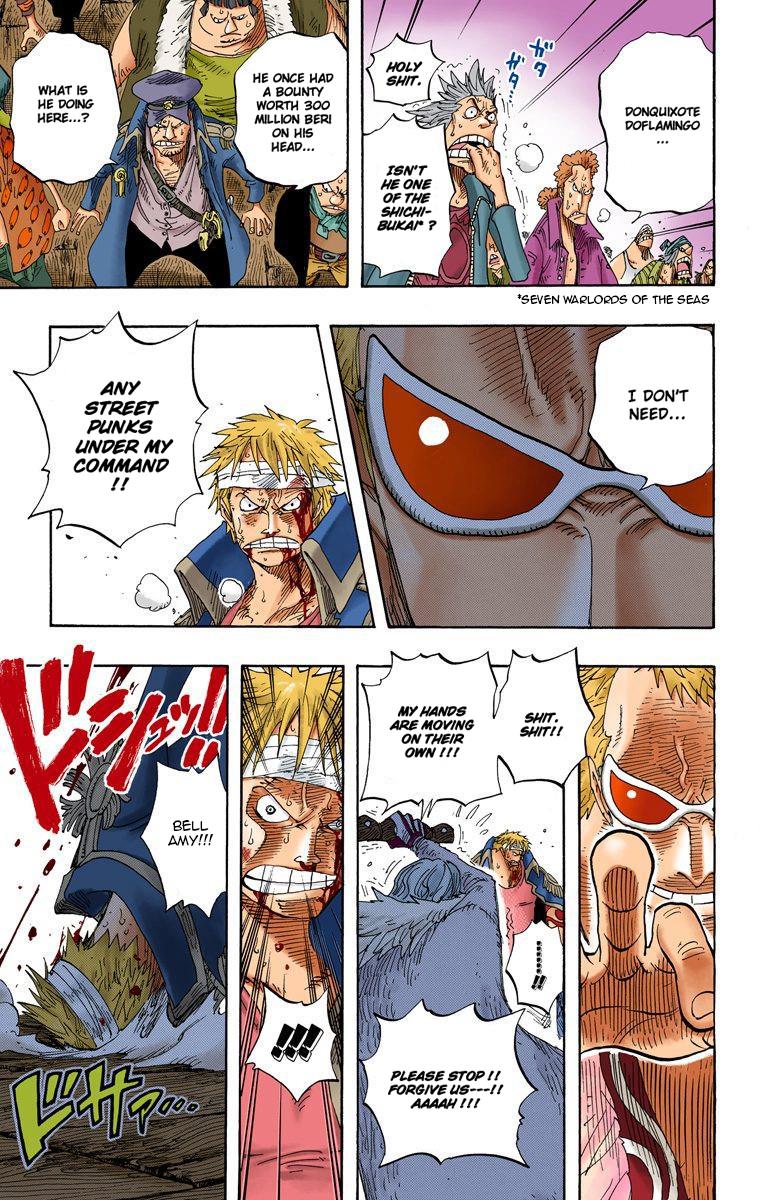 DONQUIXOTE
DOFLAMINGO
...
HOLY
SHIT.
ISN'T
HE ONE
OF THE
SHICHI-
BUKAI* ?
ガタ
ガタ
*SEVEN WARLORDS OF THE SEAS
HE ONCE HAD
A BOUNTY
WORTH 300
MILLION BERI
ON HIS
HEAD...
WHAT IS
HE DOING
HERE...?
I DON'T
NEED...
ANY
STREET
PUNKS
UNDER MY
COMMAND
!!
SHIT.
SHIT!!
MY HANDS
ARE MOVING
ON THEIR
OWN !!!
......!!
PLEASE STOP !!
FORGIVE
US---!!
AAAAH !!!
...!!!
BELL
AMY!!!
ドシュッ!!
ドサァ...